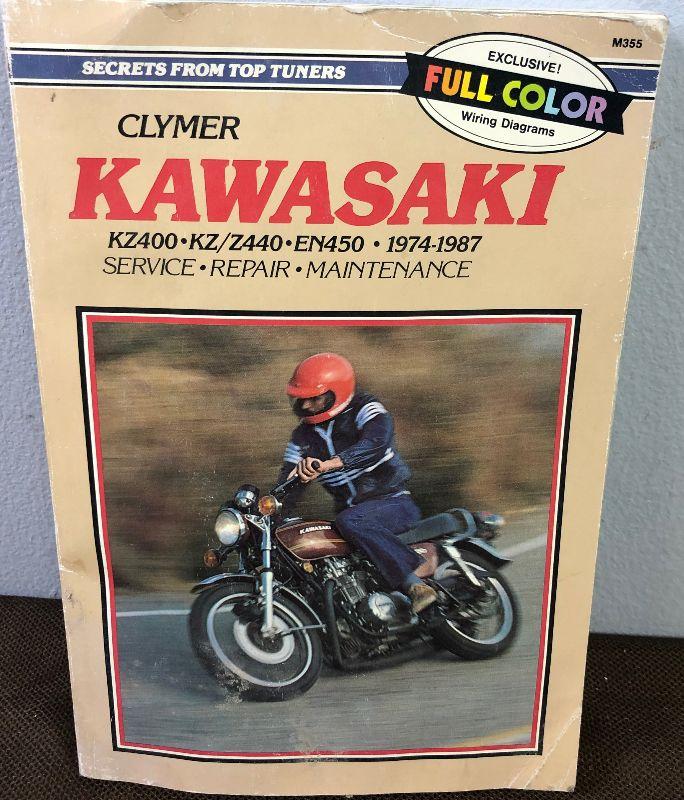 M355
SECRETS FROM TOP TUNERS
EXCLUSIVE!
FULL COLOR
Wiring Diagrams
CLYMER
KAWASAKI
KZ400•KZ/Z440•EN450 • 1974-1987
SERVICE•REPAIR•MAINTENANCE
KAWASAKI